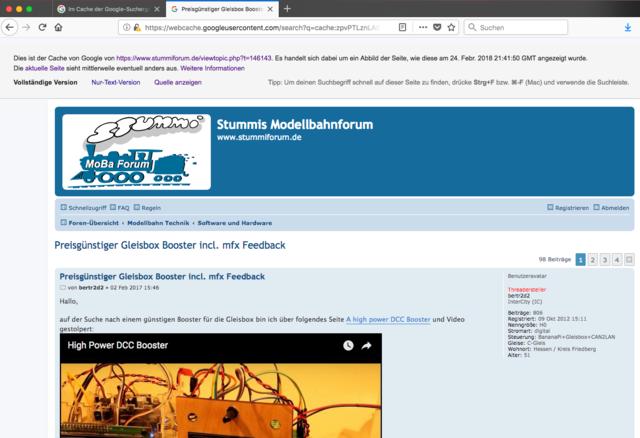 Im Cache der Google-Sucherge
Preisgünstiger Gleisbox Booste
https://webcache.googleusercontent.com/search?q=cache:zpvPTLznLA
Suchen
Dies ist der Cache von Google von https://www.stummiforum.de/viewtopic.php?t=146143. Es handelt sich dabei um ein Abbild der Seite, wie diese am 24. Febr. 2018 21:41:50 GMT angezeigt wurde.
Die aktuelle Seite sieht mittlerweile eventuell anders aus. Weitere Informationen
Vollständige Version Nur-Text-Version Quelle anzeigen Tipp: Um deinen Suchbegriff schnell auf dieser Seite zu finden, drücke Strg+F bzw. ⌘-F (Mac) und verwende die Suchleiste.
Stummi
MoBa Forum
Stummis Modellbahnforum
www.stummiforum.de
Schnellzugriff FAQ Regeln Registrieren Abmelden
Foren-Übersicht ‹ Modellbahn Technik ‹ Software und Hardware
Preisgünstiger Gleisbox Booster incl. mfx Feedback
98 Beiträge 1 2 3 4
Preisgünstiger Gleisbox Booster incl. mfx Feedback
von bertr2d2 » 02 Feb 2017 15:46
Hallo,
auf der Suche nach einem günstigen Booster für die Gleisbox bin ich über folgendes Seite A high power DCC Booster und Video
gestolpert:
High Power DCC Booster
Benutzeravatar
Threadersteller
bertr2d2
InterCity (IC)
Beiträge: 806
Registriert: 09 Okt 2012 15:11
Nenngröße: H0
Stromart: digital
Steuerung: BananaPi+Gleisbox+CAN2LAN
Gleise: C-Gleis
Wohnort: Hessen / Kreis Friedberg
Alter: 51